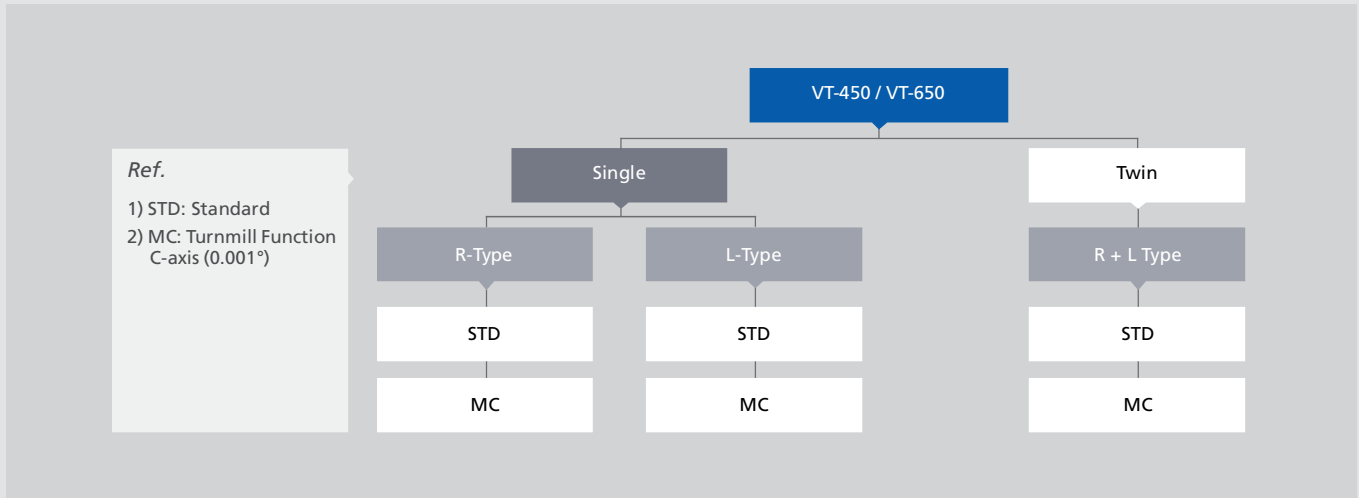 VT-450 / VT-650
Ref.
1) STD: Standard
2) MC: Turnmill Function
C-axis (0.001°)
Single
Twin
R-Type
L-Type
R + L Type
STD
STD
STD
MC
MC
MC